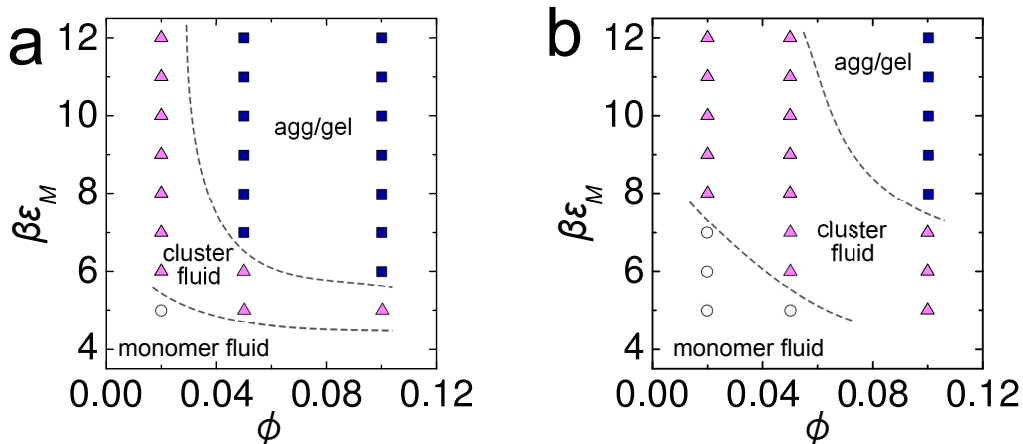 a
12
10
8
6
4
βε_M
agg/gel
cluster
fluid
monomer fluid
0.00 0.04 0.08 0.12
ϕ
b
12
10
8
6
4
βε_M
agg/gel
cluster
fluid
monomer fluid
0.00 0.04 0.08 0.12
ϕ